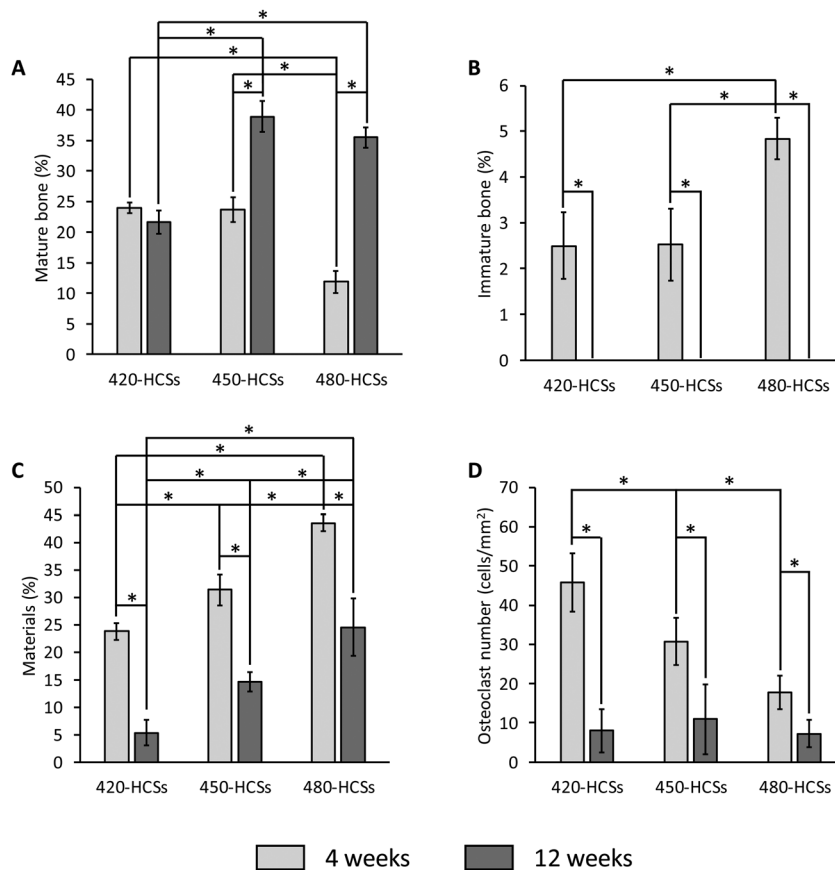 A
Mature bone (%)
45
40
35
30
25
20
15
10
5
0
420-HCSs 450-HCSs 480-HCSs
* * * * * *
B
Immature bone (%)
6
5
4
3
2
1
0
420-HCSs 450-HCSs 480-HCSs
* * * * *
C
Materials (%)
50
45
40
35
30
25
20
15
10
5
0
420-HCSs 450-HCSs 480-HCSs
* * * * * * * * *
D
Osteoclast number (cells/mm²)
70
60
50
40
30
20
10
0
420-HCSs 450-HCSs 480-HCSs
* * * * *
4 weeks 12 weeks